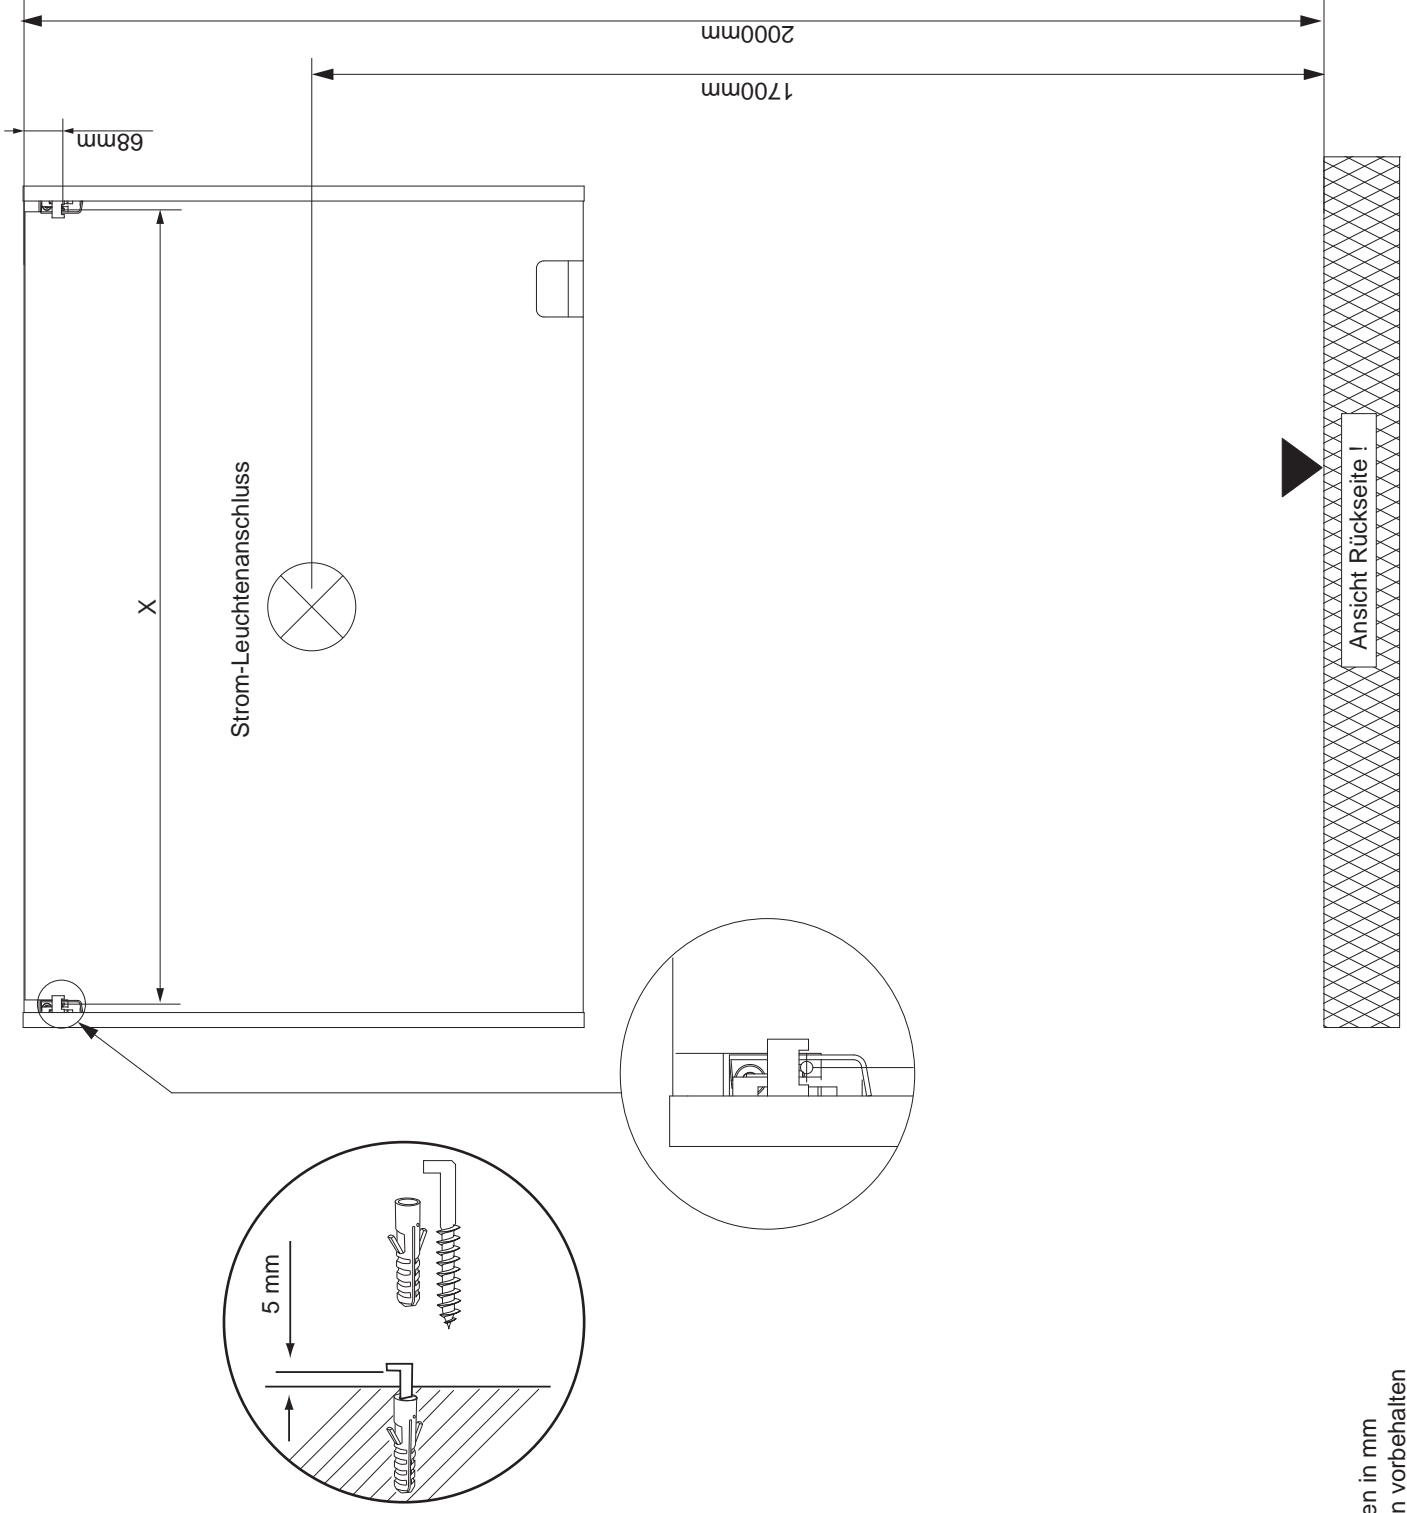 2000mm
1700mm
68mm
X
Strom-Leuchtenanschluss
Ansicht Rückseite !
5 mm
en in mm
n vorbehalten